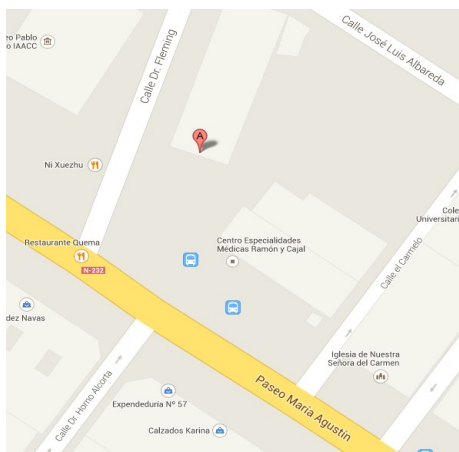 eo Pablo
o IAACC
Calle José Luis Albareda
Calle Dr. Fleming
A
Ni Xuezhu
Cole
Universitari
Restaurante Quema
N-232
Centro Especialidades
Médicas Ramón y Cajal
Calle el Carmelo
dez Navas
Iglesia de Nuestra
Señora del Carmen
Paseo María Agustín
Calle Dr. Horno Alcorta
Expendeduría Nº 57
Calzados Karina